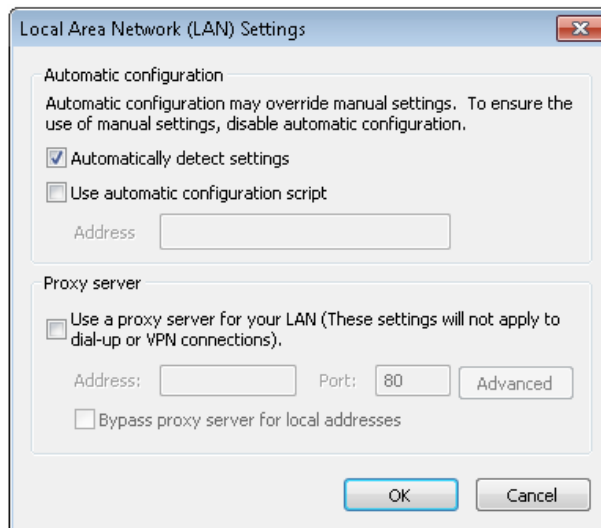 Local Area Network (LAN) Settings
Automatic configuration
Automatic configuration may override manual settings. To ensure the
use of manual settings, disable automatic configuration.
Automatically detect settings
Use automatic configuration script
Address
Proxy server
Use a proxy server for your LAN (These settings will not apply to
dial-up or VPN connections).
Address: Port: 80 Advanced
Bypass proxy server for local addresses
OK Cancel